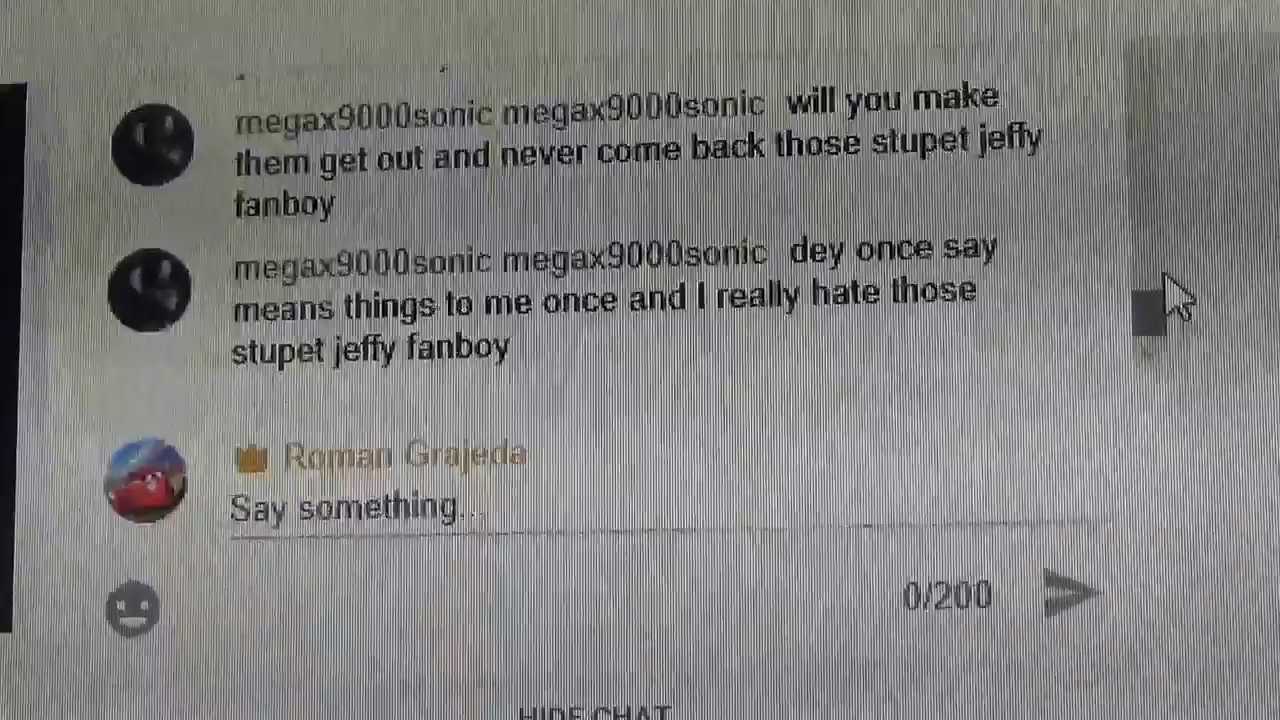 megax9000sonic megax9000sonic will you make
them get out and never come back those stupet jeffy
fanboy
megax9000sonic megax9000sonic dey once say
means things to me once and I really hate those
stupet jeffy fanboy
Roman Grajeda
Say something...
0/200
HIDE CHAT